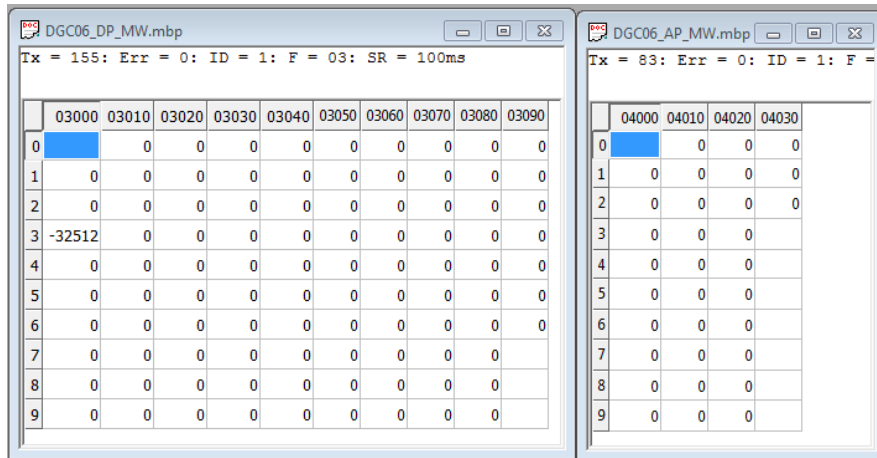 DGC06_DP_MW.mbp
Tx = 155: Err = 0: ID = 1: F = 03: SR = 100ms
03000 03010 03020 03030 03040 03050 03060 03070 03080 03090
0 0 0 0 0 0 0 0 0 0
1 0 0 0 0 0 0 0 0 0 0
2 0 0 0 0 0 0 0 0 0 0
3 -32512 0 0 0 0 0 0 0 0 0
4 0 0 0 0 0 0 0 0 0 0
5 0 0 0 0 0 0 0 0 0 0
6 0 0 0 0 0 0 0 0 0 0
7 0 0 0 0 0 0 0 0 0
8 0 0 0 0 0 0 0 0 0
9 0 0 0 0 0 0 0 0 0
DGC06_AP_MW.mbp
Tx = 83: Err = 0: ID = 1: F =
04000 04010 04020 04030
0 0 0 0
1 0 0 0 0
2 0 0 0 0
3 0 0 0
4 0 0 0
5 0 0 0
6 0 0 0
7 0 0 0
8 0 0 0
9 0 0 0